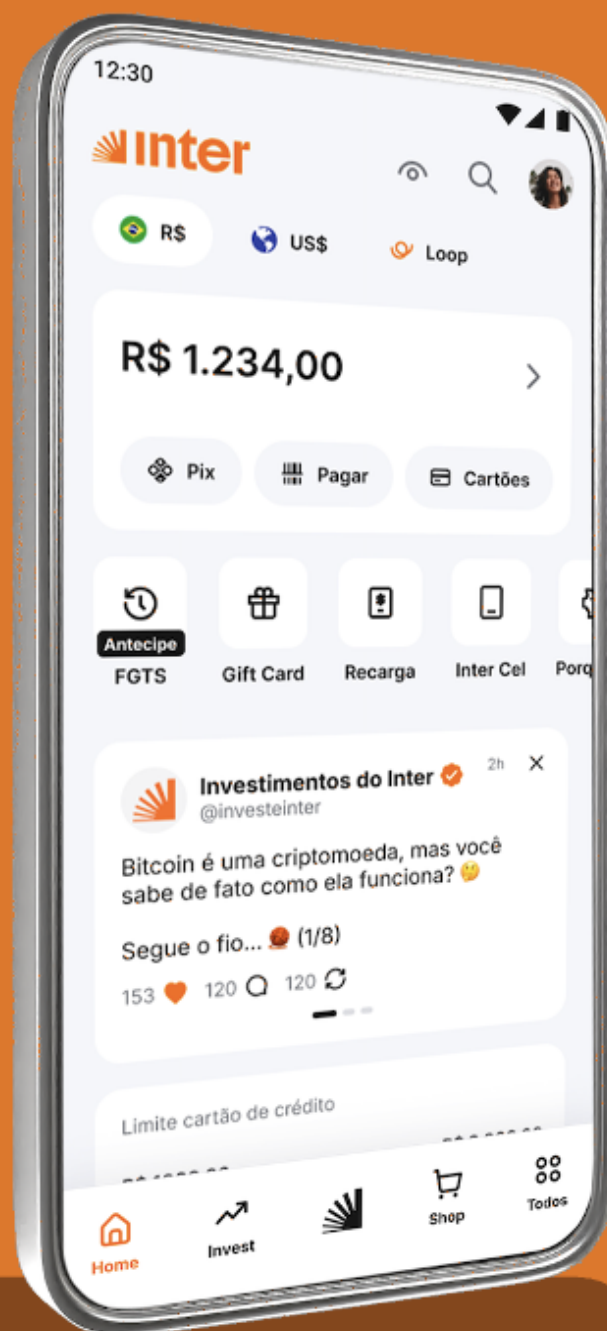 12:30
inter
R$ US$ Loop
R$ 1.234,00
Pix Pagar Cartões
Antecipe
FGTS Gift Card Recarga Inter Cel Porq
Investimentos do Inter 2h
@investeinter
Bitcoin é uma criptomoeda, mas você
sabe de fato como ela funciona? 🤔
Segue o fio... 🧶 (1/8)
153 120 120
Limite cartão de crédito
Home Invest Shop Todos